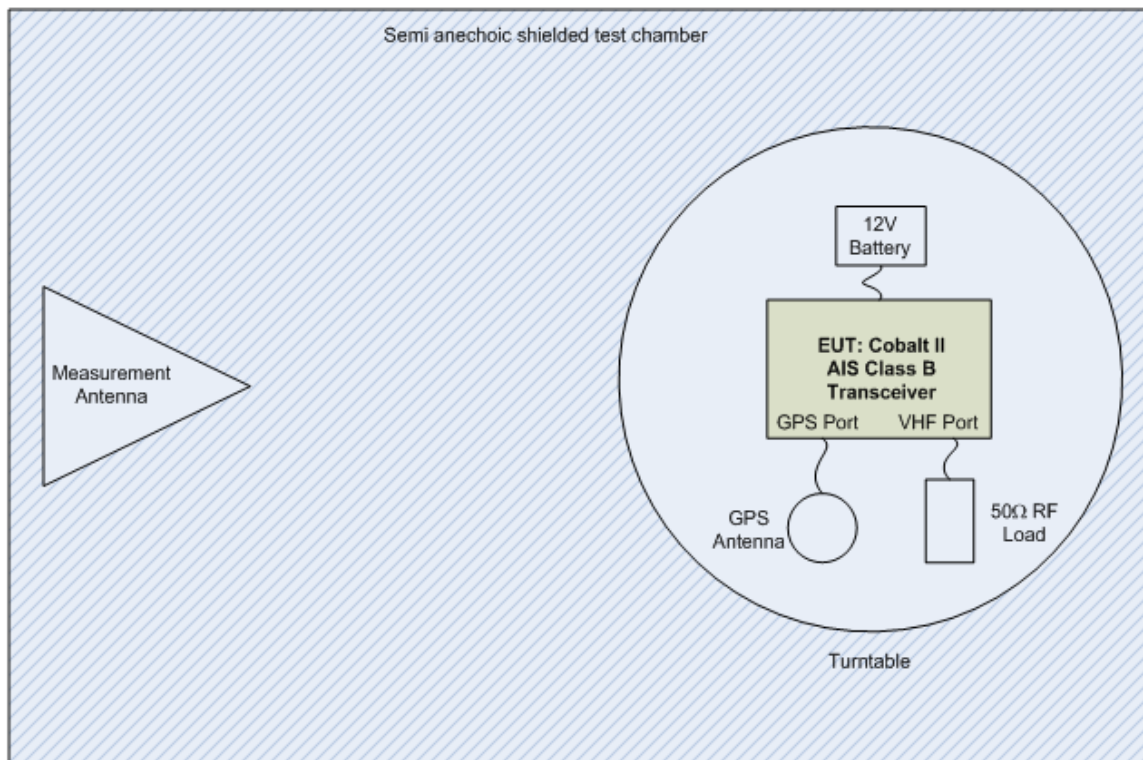 Semi anechoic shielded test chamber
12V
Battery
EUT: Cobalt II
AIS Class B
Transceiver
GPS Port
VHF Port
Measurement
Antenna
GPS
Antenna
50Ω RF
Load
Turntable